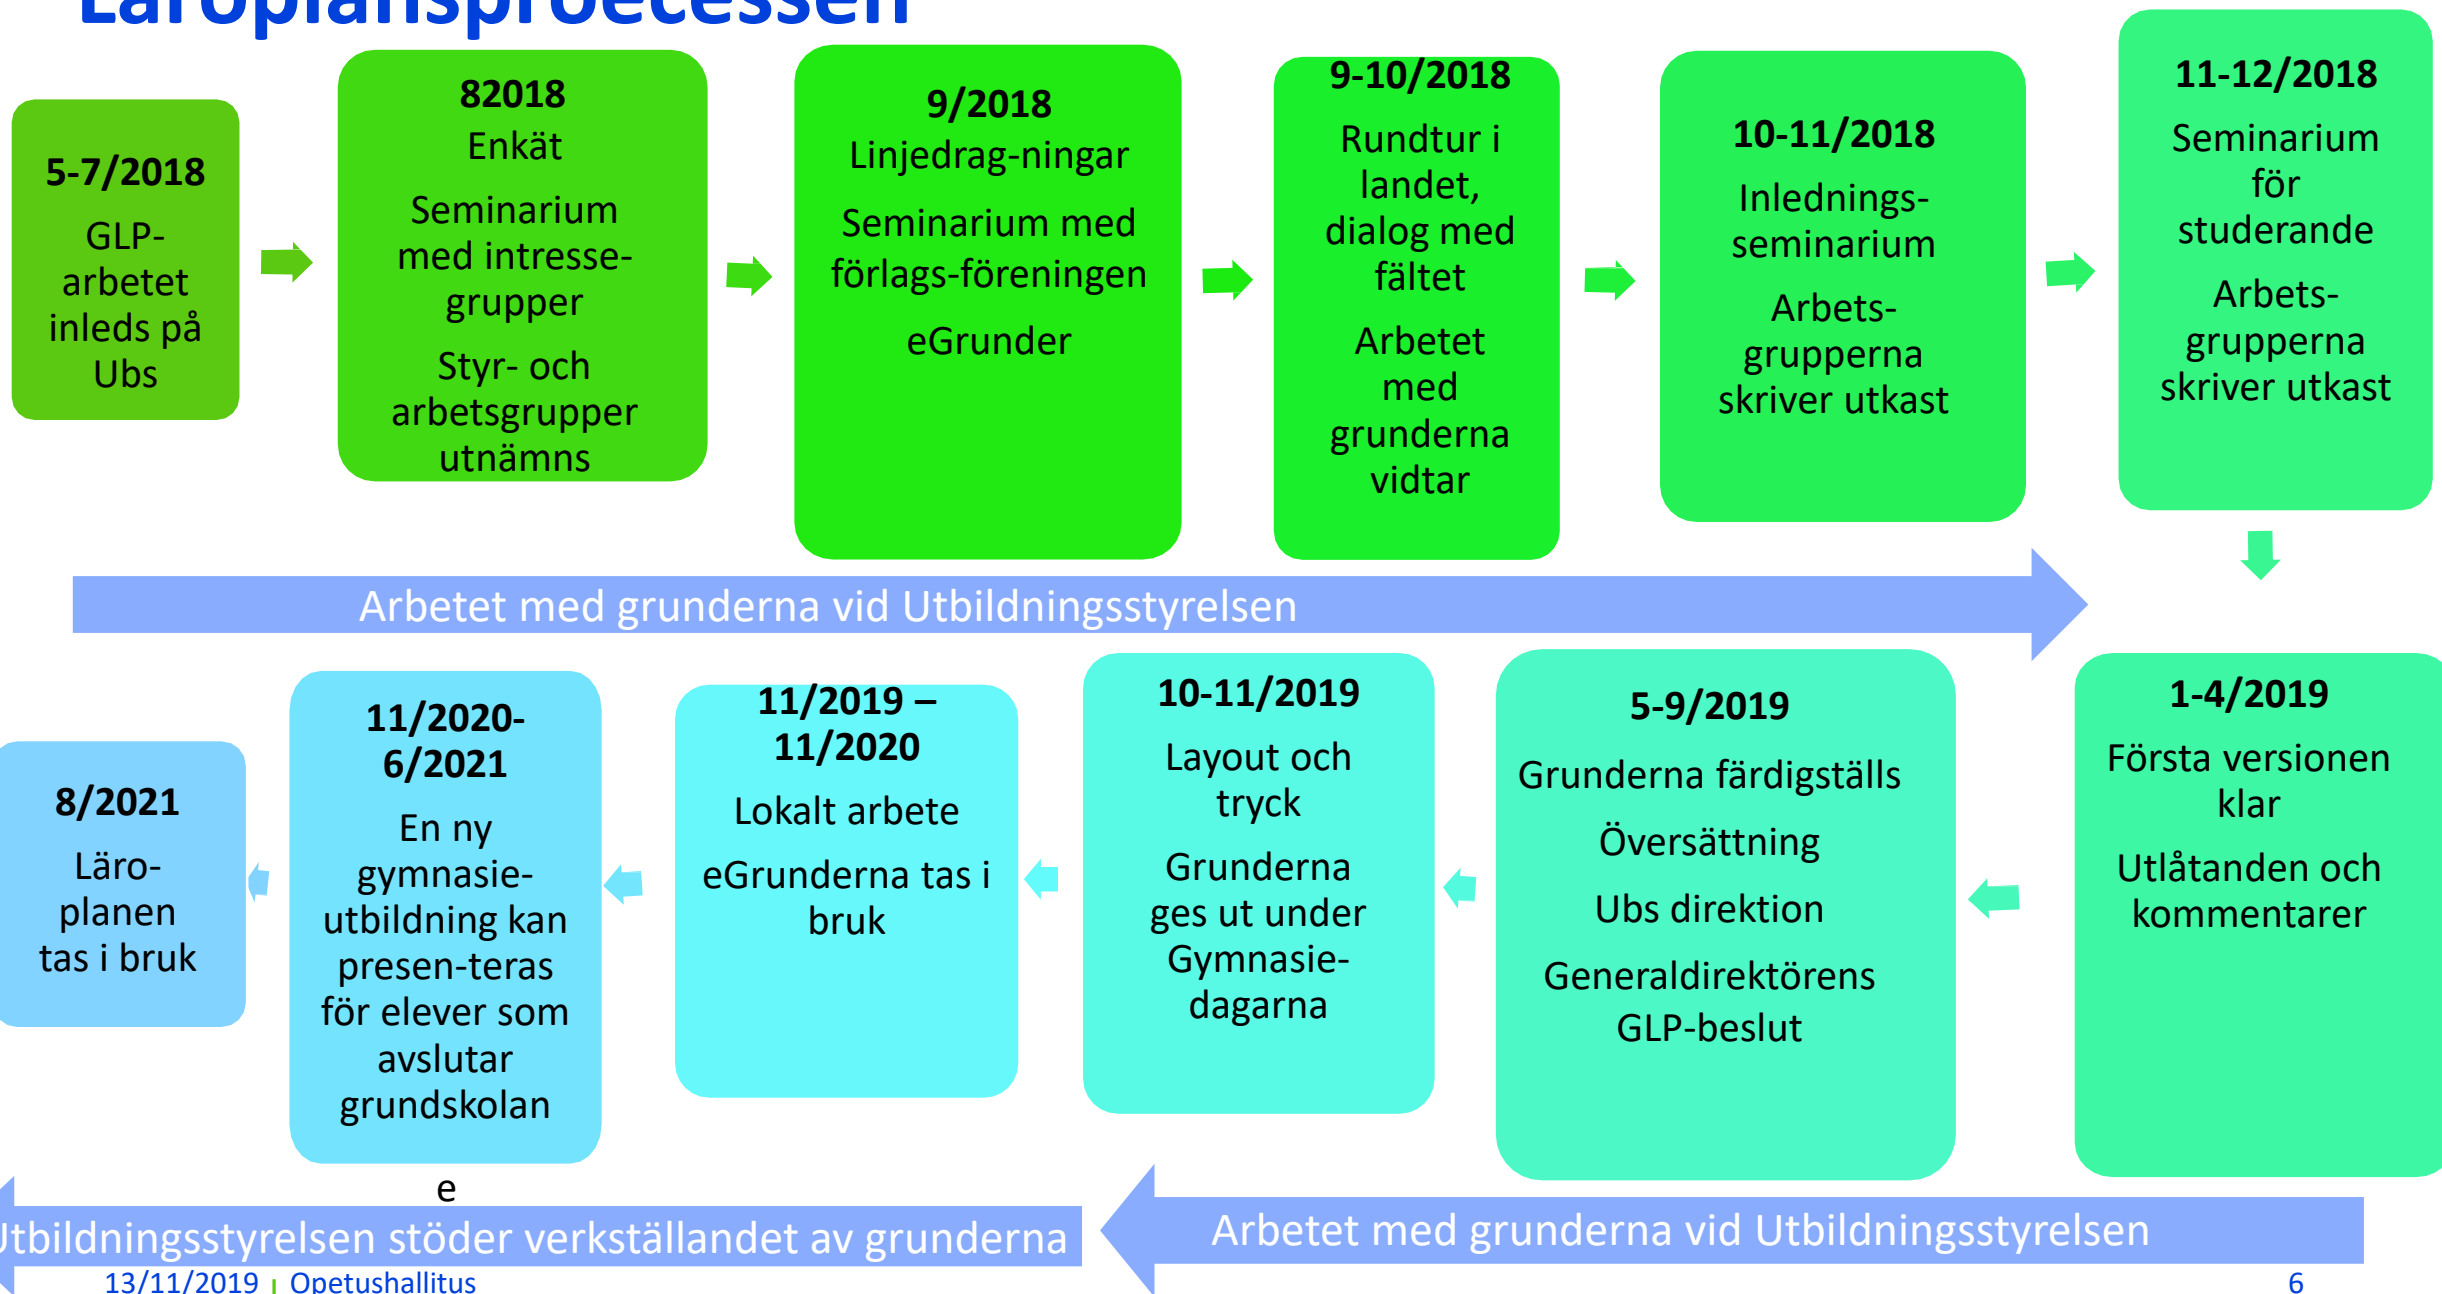 Läroplansproecessen
5-7/2018
GLP-
arbetet
inleds på
Ubs
82018
Enkät
Seminarium
med intresse-
grupper
Styr- och
arbetsgrupper
utnämns
9/2018
Linjedrag-ningar
Seminarium med
förlags-föreningen
eGrunder
9-10/2018
Rundtur i
landet,
dialog med
fältet
Arbetet
med
grunderna
vidtar
10-11/2018
Inlednings-
seminarium
Arbets-
grupperna
skriver utkast
11-12/2018
Seminarium
för
studerande
Arbets-
grupperna
skriver utkast
Arbetet med grunderna vid Utbildningsstyrelsen
1-4/2019
Första versionen
klar
Utlåtanden och
kommentarer
5-9/2019
Grunderna färdigställs
Översättning
Ubs direktion
Generaldirektörens
GLP-beslut
10-11/2019
Layout och
tryck
Grunderna
ges ut under
Gymnasie-
dagarna
11/2019 –
11/2020
Lokalt arbete
eGrunderna tas i
bruk
11/2020-
6/2021
En ny
gymnasie-
utbildning kan
presen-teras
för elever som
avslutar
grundskolan
8/2021
Läro-
planen
tas i bruk
e
Arbetet med grunderna vid Utbildningsstyrelsen
Utbildningsstyrelsen stöder verkställandet av grunderna
13/11/2019 Opetushallitus
6